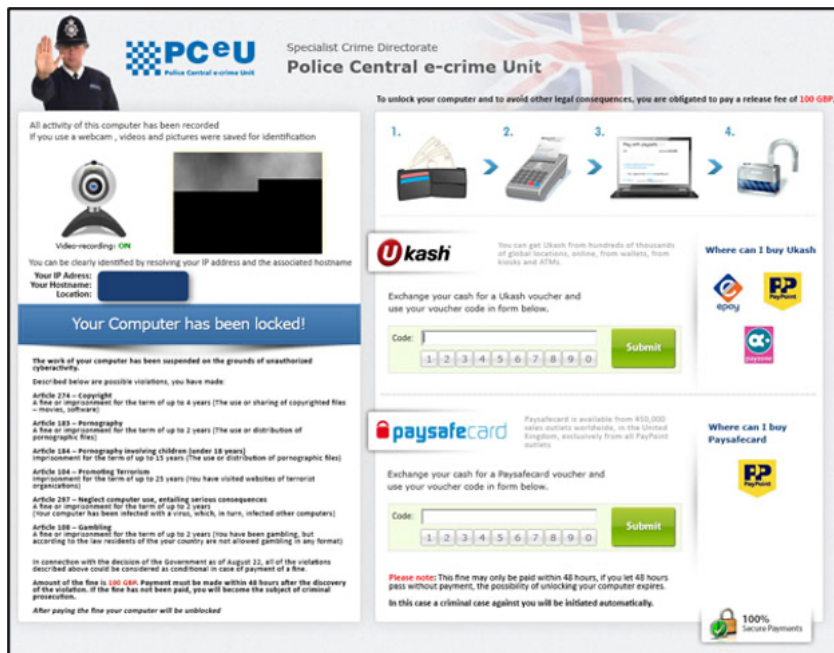 PCeU
Police Central e-crime Unit
Specialist Crime Directorate
Police Central e-crime Unit
To unlock your computer and to avoid other legal consequences, you are obligated to pay a release fee of 100 GBP.
All activity of this computer has been recorded
If you use a webcam , videos and pictures were saved for identification
Video-recording: ON
You can be clearly identified by resolving your IP address and the associated hostname
Your IP Adress:
Your Hostname:
Location:
Your Computer has been locked!
The work of your computer has been suspended on the grounds of unauthorized
cyberactivity.
Described below are possible violations, you have made:
Article 274 – Copyright
A fine or imprisonment for the term of up to 4 years (The use or sharing of copyrighted files
– movies, software)
Article 183 – Pornography
A fine or imprisonment for the term of up to 2 years (The use or distribution of
pornographic files)
Article 184 – Pornography involving children (under 18 years)
Imprisonment for the term of up to 15 years (The use or distribution of pornographic files)
Article 104 – Promoting Terrorism
Imprisonment for the term of up to 25 years (You have visited websites of terrorist
organizations)
Article 297 – Neglect computer use, entailing serious consequences
A fine or imprisonment for the term of up to 2 years
(Your computer has been infected with a virus, which, in turn, infected other computers)
Article 108 – Gambling
A fine or imprisonment for the term of up to 2 years (You have been gambling, but
according to the law residents of your country are not allowed gambling in any format)
In connection with the decision of the Government as of August 22, all of the violations
described above could be considered as conditional in case of payment of a fine.
Amount of the fine is 100 GBP. Payment must be made within 48 hours after the discovery
of the violation. If the fine has not been paid, you will become the subject of criminal
prosecution.
After paying the fine your computer will be unblocked
1.
2.
3.
4.
Ukash
You can get Ukash from hundreds of thousands
of global locations, online, from wallets, from
kiosks and ATMs.
Exchange your cash for a Ukash voucher and
use your voucher code in form below.
Code:
1 2 3 4 5 6 7 8 9 0
Submit
Where can I buy Ukash
epay
PayPoint
payzone
paysafecard
Paysafecard is available from 450,000
sales outlets worldwide, in the United
Kingdom, exclusively from all PayPoint
outlets
Exchange your cash for a Paysafecard voucher and
use your voucher code in form below.
Code:
1 2 3 4 5 6 7 8 9 0
Submit
Where can I buy
Paysafecard
PayPoint
Please note: This fine may only be paid within 48 hours, if you let 48 hours
pass without payment, the possibility of unlocking your computer expires.
In this case a criminal case against you will be initiated automatically.
100%
Secure Payments